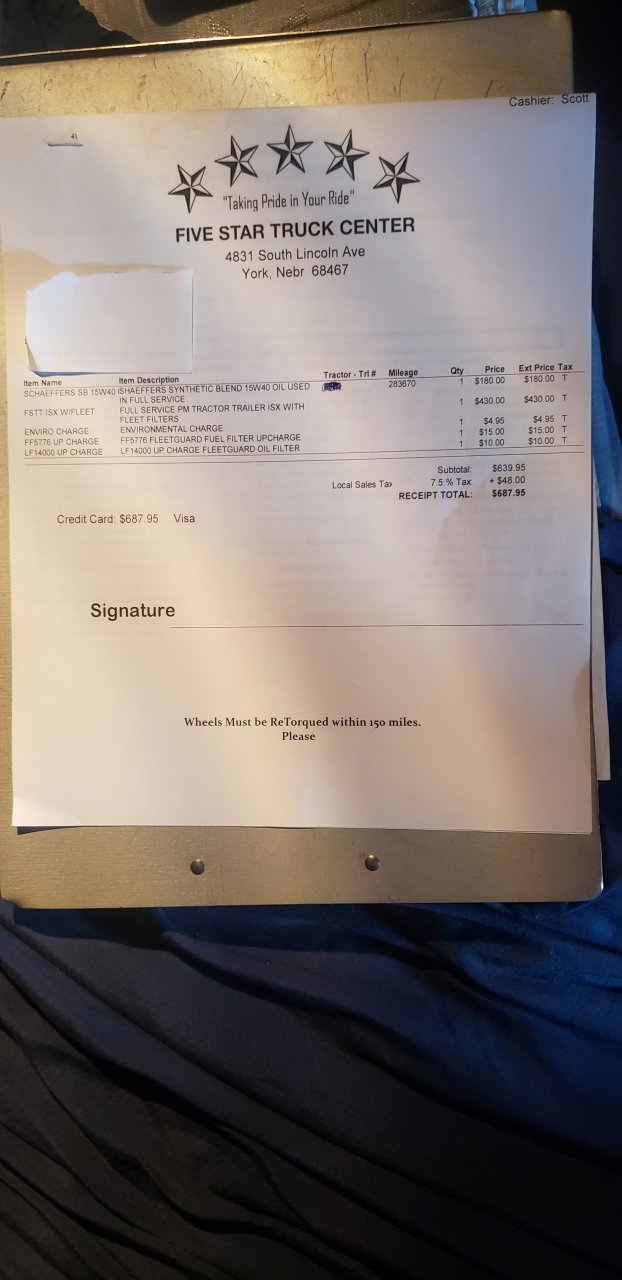 Cashier: Scott
41
"Taking Pride in Your Ride"
FIVE STAR TRUCK CENTER
4831 South Lincoln Ave
York, Nebr 68467
Item Name Item Description Tractor - Trl # Mileage Qty Price Ext Price Tax
SCHAEFFERS SB 15W40 SHAEFFERS SYNTHETIC BLEND 15W40 OIL USED 283670 1 $180.00 $180.00 T
IN FULL SERVICE
FSTT ISX W/FLEET FULL SERVICE PM TRACTOR TRAILER ISX WITH 1 $430.00 $430.00 T
FLEET FILTERS
ENVIRO CHARGE ENVIRONMENTAL CHARGE 1 $4.95 $4.95 T
FF5776 UP CHARGE FF5776 FLEETGUARD FUEL FILTER UPCHARGE 1 $15.00 $15.00 T
LF14000 UP CHARGE LF14000 UP CHARGE FLEETGUARD OIL FILTER 1 $10.00 $10.00 T
Subtotal: $639.95
Local Sales Tax 7.5 % Tax + $48.00
RECEIPT TOTAL: $687.95
Credit Card: $687.95 Visa
Signature
Wheels Must be ReTorqued within 150 miles.
Please